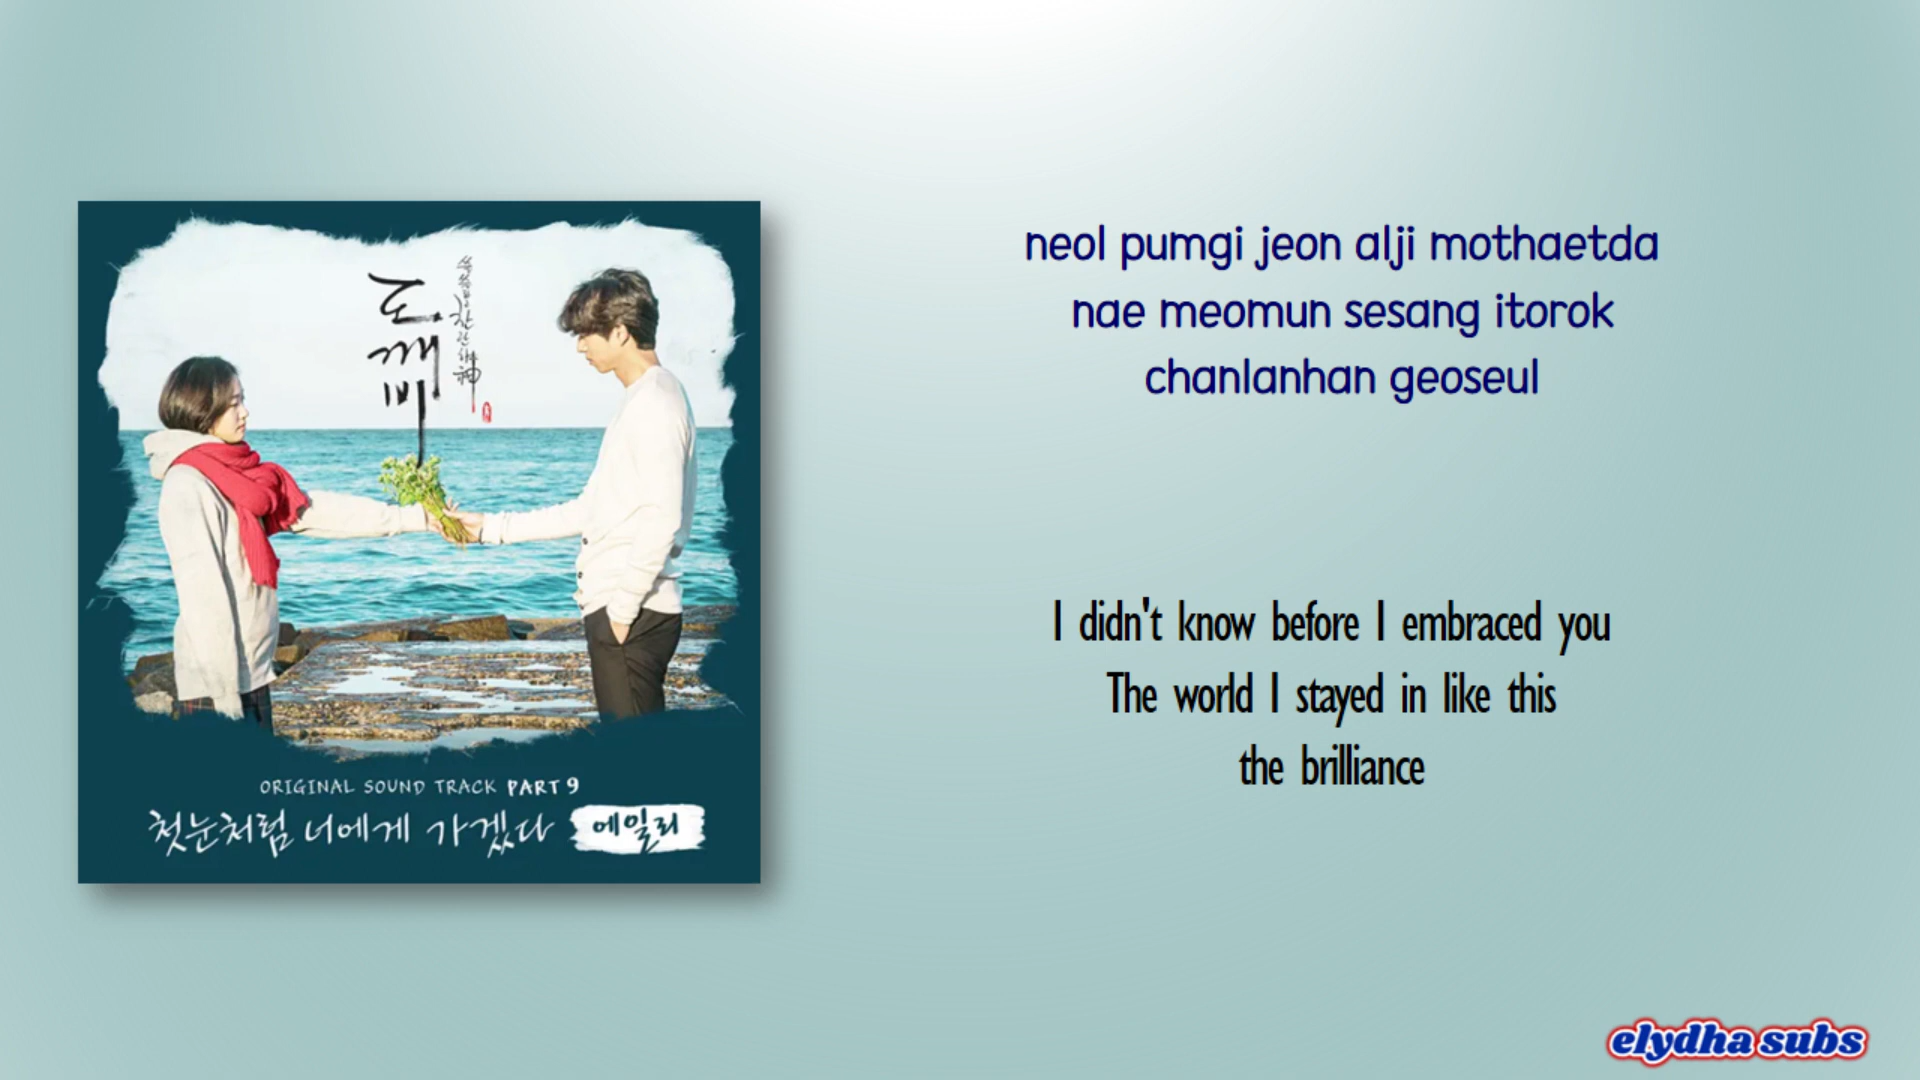 도깨비
쓸쓸하고 찬란하神
ORIGINAL SOUND TRACK PART 9
첫눈처럼 너에게 가겠다 에일리
neol pumgi jeon alji mothaetda
nae meomun sesang itorok
chanlanhan geoseul
I didn't know before I embraced you
The world I stayed in like this
the brilliance
elydha subs